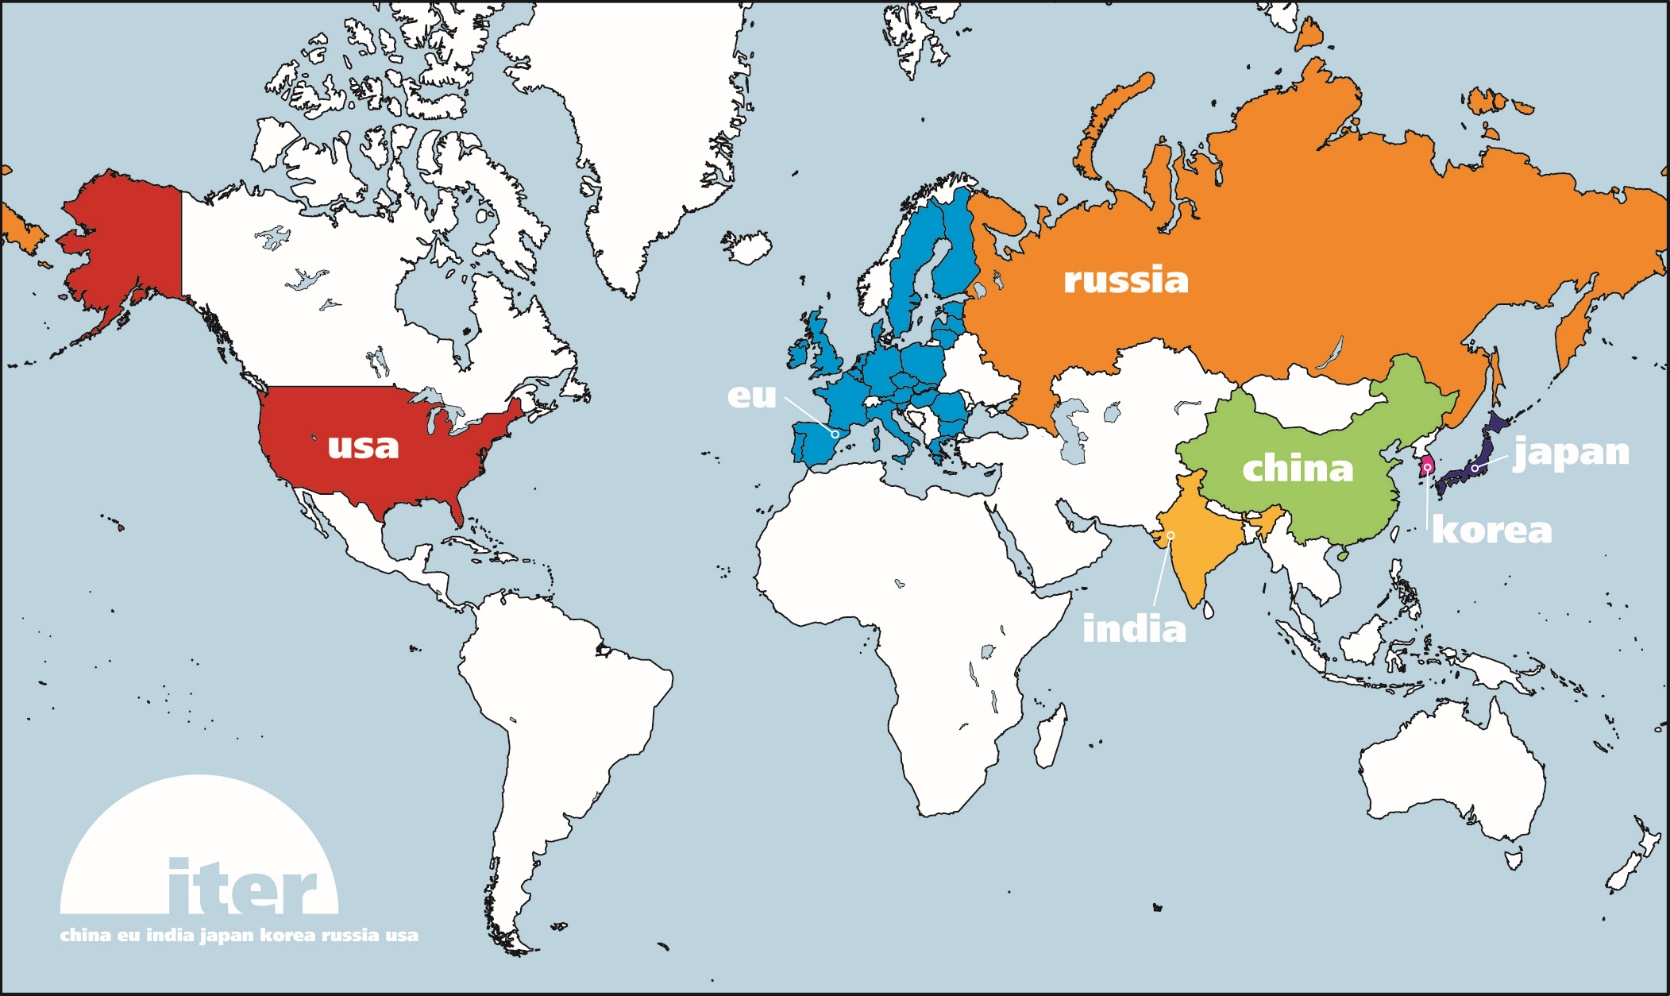 russia
eu
usa
japan
china
korea
india
iter
china eu india japan korea russia usa